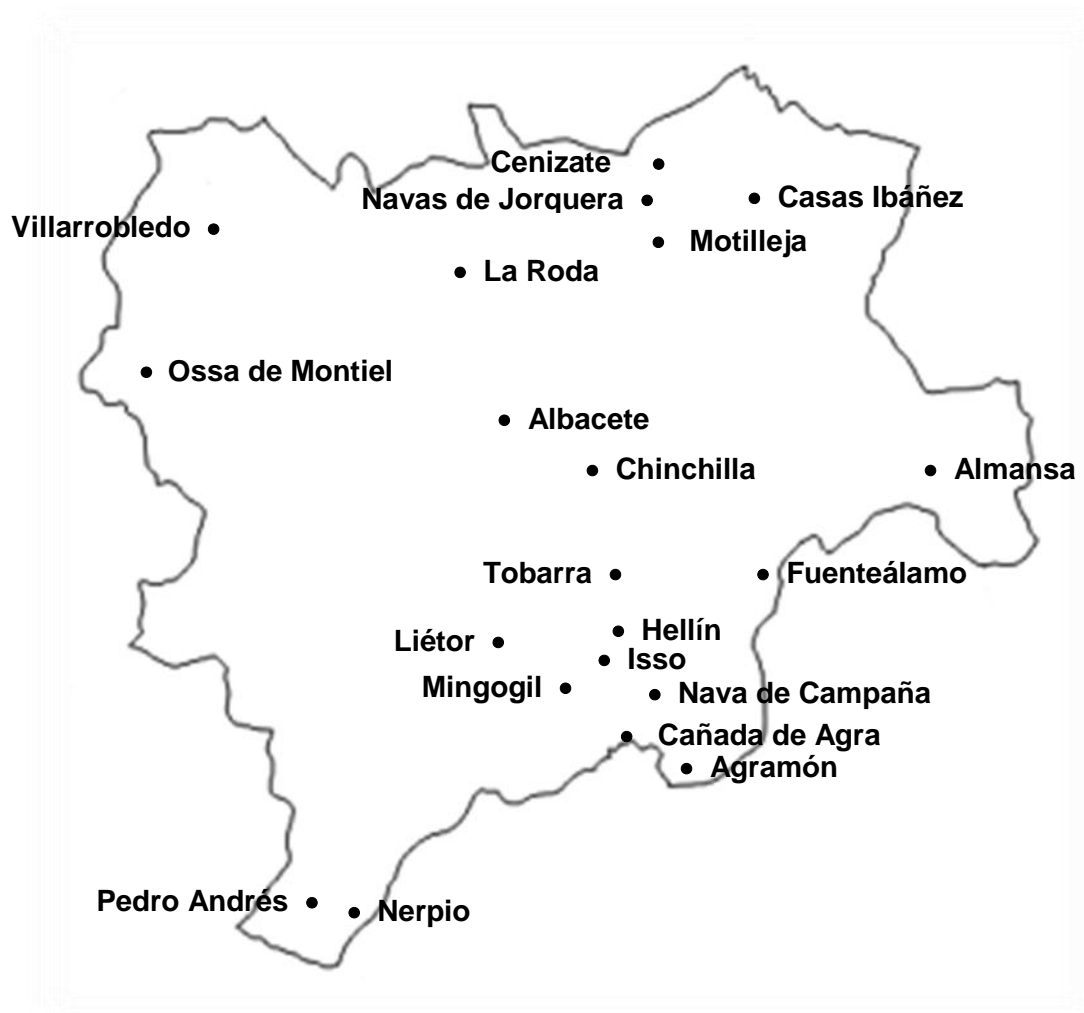 Cenizate
Navas de Jorquera
Casas Ibáñez
Villarrobledo
Motilleja
La Roda
Ossa de Montiel
Albacete
Chinchilla
Almansa
Tobarra
Fuenteálamo
Hellín
Liétor
Isso
Mingogil
Nava de Campaña
Cañada de Agra
Agramón
Pedro Andrés
Nerpio